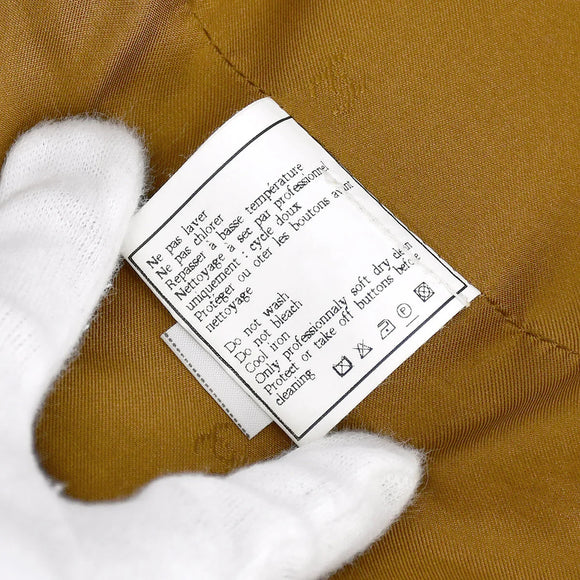 Ne pas laver
Ne pas chlorer
Repasser à basse température
Nettoyage à sec par professionnel
uniquement : cycle doux
Protéger ou oter les boutons avant
nettoyage
Do not wash
Do not bleach
Cool iron
Only professionnaly soft dry clean
Protect or take off buttons before
cleaning